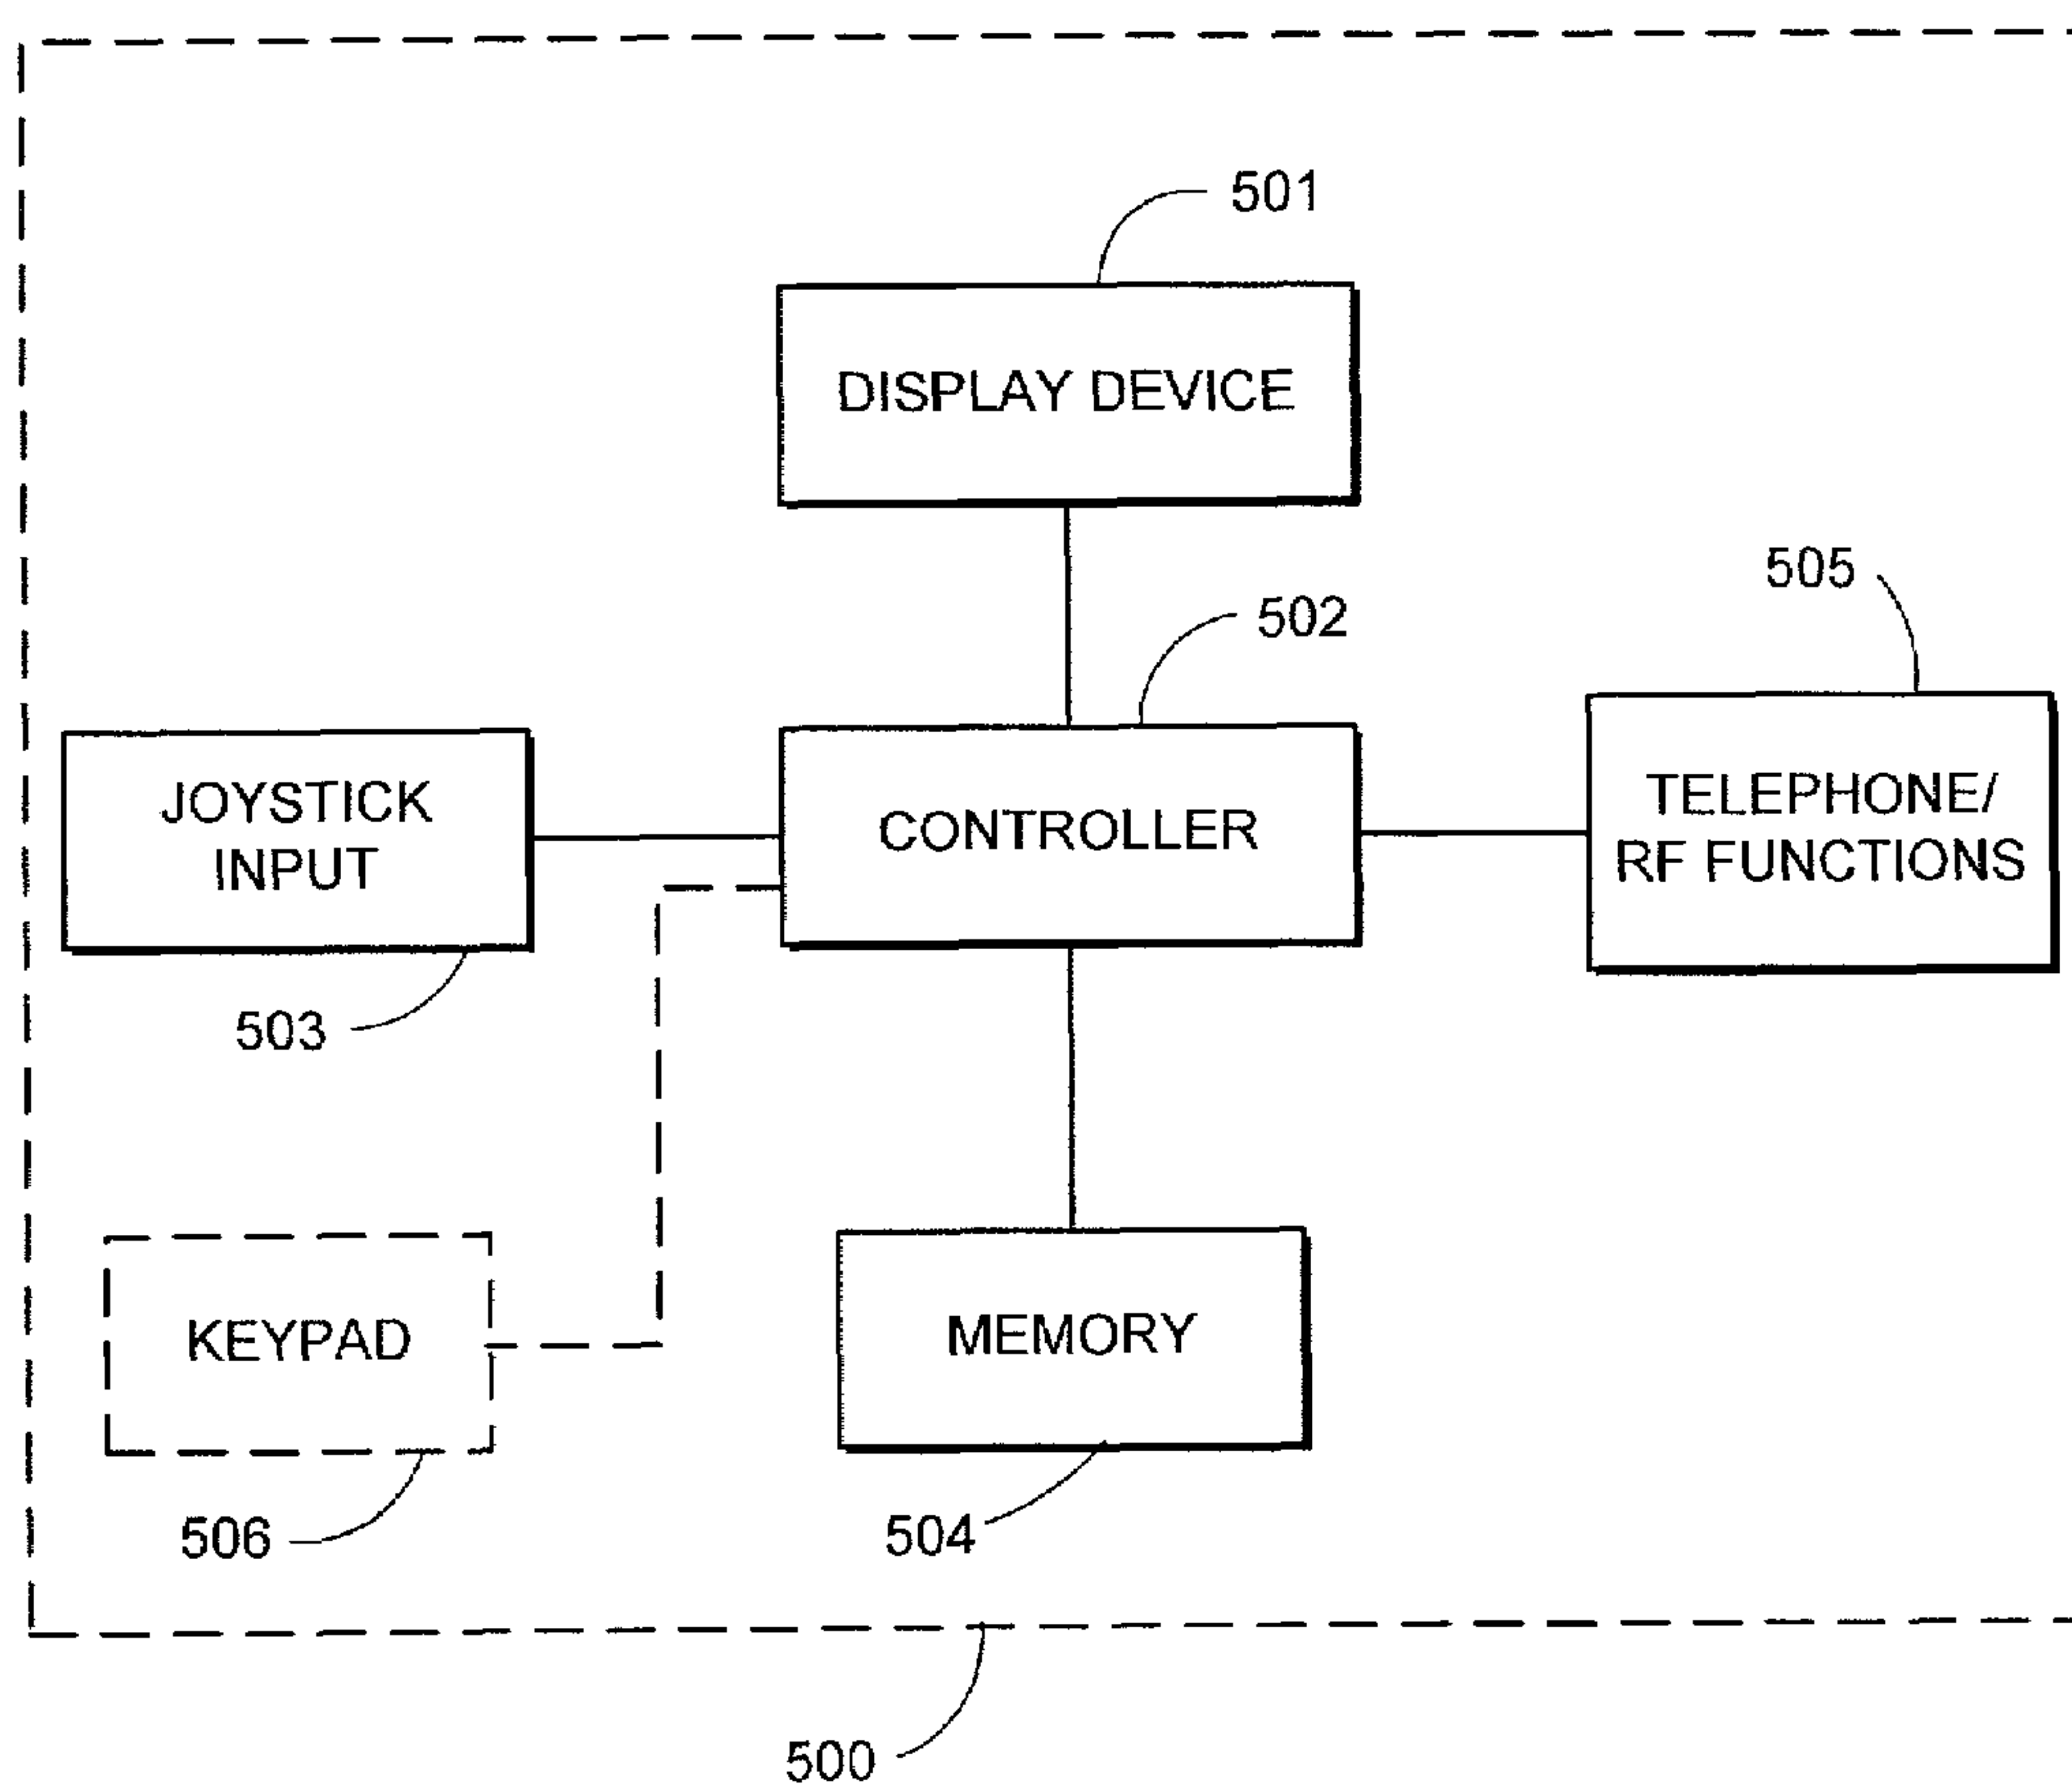 501
DISPLAY DEVICE
502
505
JOYSTICK
INPUT
CONTROLLER
TELEPHONE/
RF FUNCTIONS
503
KEYPAD
MEMORY
506
504
500